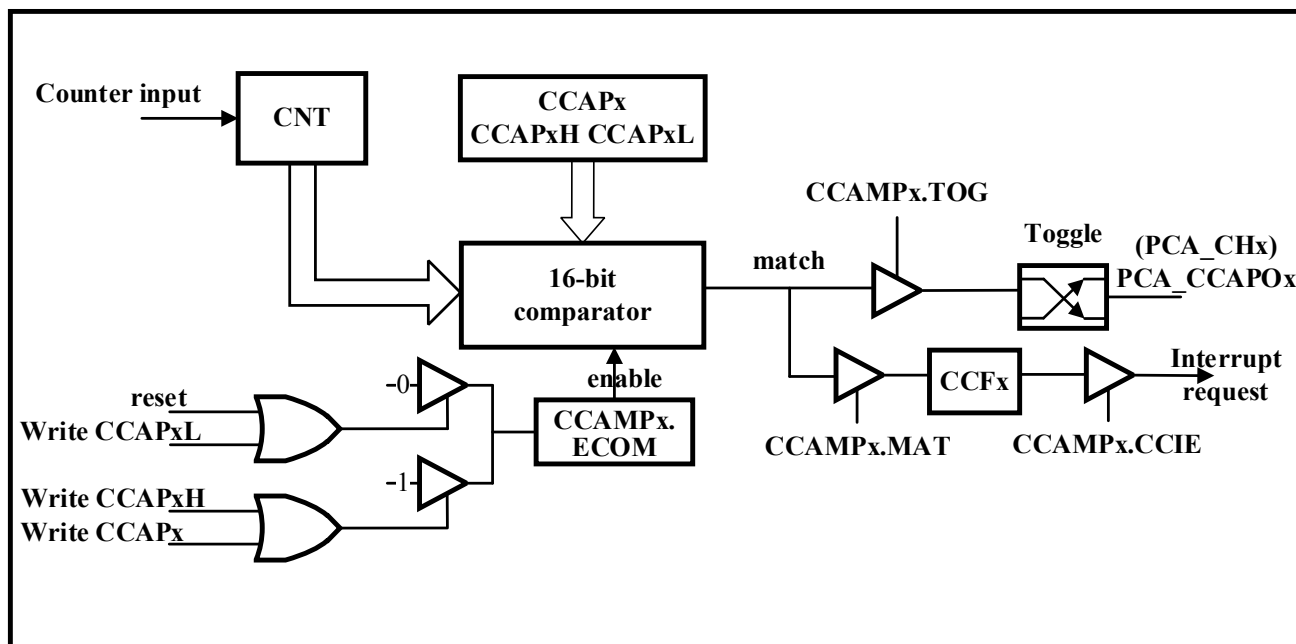 Counter input
CNT
CCAPx
CCAPxH CCAPxL
CCAMPx.TOG
Toggle
(PCA_CHx)
PCA_CCAPOx
16-bit
comparator
match
enable
CCAMPx.
ECOM
reset
Write CCAPxL
0
1
Write CCAPxH
Write CCAPx
CCFx
Interrupt
request
CCAMPx.MAT
CCAMPx.CCIE